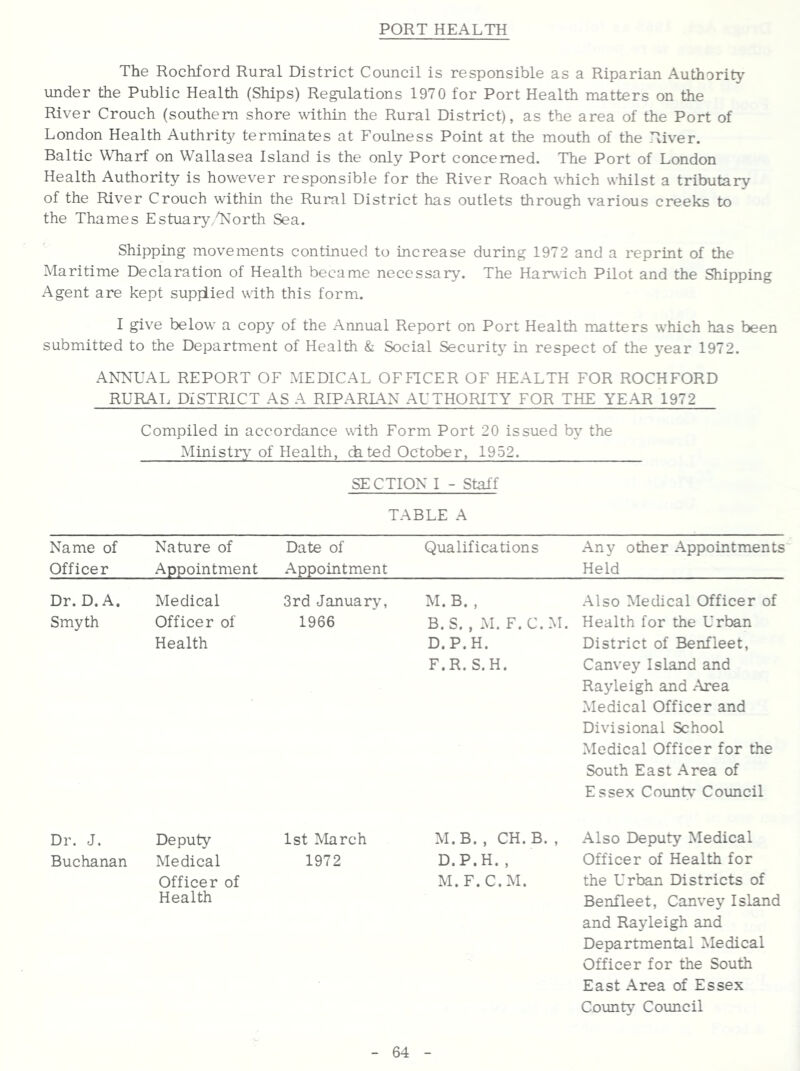 PORT HEALTH
The Rochford Rural District Council is responsible as a Riparian Authority
under the Public Health (Ships) Regulations 1970 for Port Health matters on the
River Crouch (southern shore within the Rural District), as the area of the Port of
London Health Authrity terminates at Foulness Point at the mouth of the River.
Baltic Wharf on Wallasea Island is the only Port concerned. The Port of London
Health Authority is however responsible for the River Roach which whilst a tributary
of the River Crouch within the Rural District has outlets through various creeks to
the Thames Estuary/North Sea.
Shipping movements continued to increase during 1972 and a reprint of the
Maritime Declaration of Health became necessary. The Harwich Pilot and the Shipping
Agent are kept supplied with this form.
I give below a copy of the Annual Report on Port Health matters which has been
submitted to the Department of Health & Social Security in respect of the year 1972.
ANNUAL REPORT OF MEDICAL OFFICER OF HEALTH FOR ROCHFORD
RURAL DISTRICT AS A RIPARIAN AUTHORITY FOR THE YEAR 1972
Compiled in accordance with Form Port 20 issued by the
Ministry of Health, dated October, 1952.
SECTION I - Staff
TABLE A
Name of Nature of Date of Qualifications Any other Appointments
Officer Appointment Appointment Held
Dr. D. A. Medical 3rd January, M. B. , Also Medical Officer of
Smyth Officer of 1966 B. S. , M. F. C. M. Health for the Urban
Health D. P. H. District of Benfleet,
F. R. S. H. Canvey Island and
Rayleigh and Area
Medical Officer and
Divisional School
Medical Officer for the
South East Area of
Essex County Council
Dr. J. Deputy 1st March M. B. , CH. B. , Also Deputy Medical
Buchanan Medical 1972 D. P. H. , Officer of Health for
Officer of M. F. C. M. the Urban Districts of
Health Benfleet, Canvey Island
and Rayleigh and
Departmental Medical
Officer for the South
East Area of Essex
County Council
- 64 -